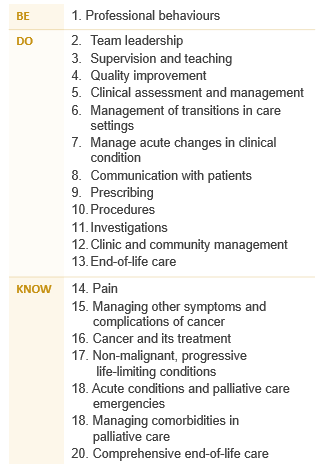 BE 1. Professional behaviours
DO 2. Team leadership
3. Supervision and teaching
4. Quality improvement
5. Clinical assessment and management
6. Management of transitions in care
settings
7. Manage acute changes in clinical
condition
8. Communication with patients
9. Prescribing
10. Procedures
11. Investigations
12. Clinic and community management
13. End-of-life care
KNOW 14. Pain
15. Managing other symptoms and
complications of cancer
16. Cancer and its treatment
17. Non-malignant, progressive
life-limiting conditions
18. Acute conditions and palliative care
emergencies
18. Managing comorbidities in
palliative care
20. Comprehensive end-of-life care